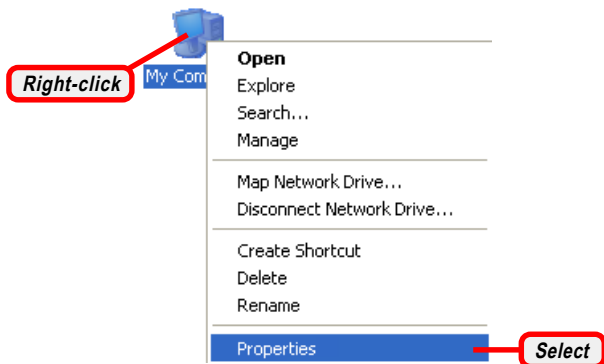 Right-click
My Com
Open
Explore
Search...
Manage
Map Network Drive...
Disconnect Network Drive...
Create Shortcut
Delete
Rename
Properties
Select